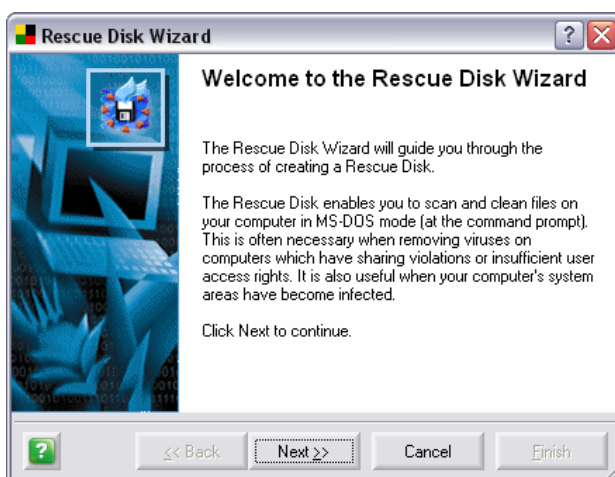 Rescue Disk Wizard
Welcome to the Rescue Disk Wizard
The Rescue Disk Wizard will guide you through the
process of creating a Rescue Disk.
The Rescue Disk enables you to scan and clean files on
your computer in MS-DOS mode (at the command prompt).
This is often necessary when removing viruses on
computers which have sharing violations or insufficient user
access rights. It is also useful when your computer's system
areas have become infected.
Click Next to continue.
? << Back Next >> Cancel Finish